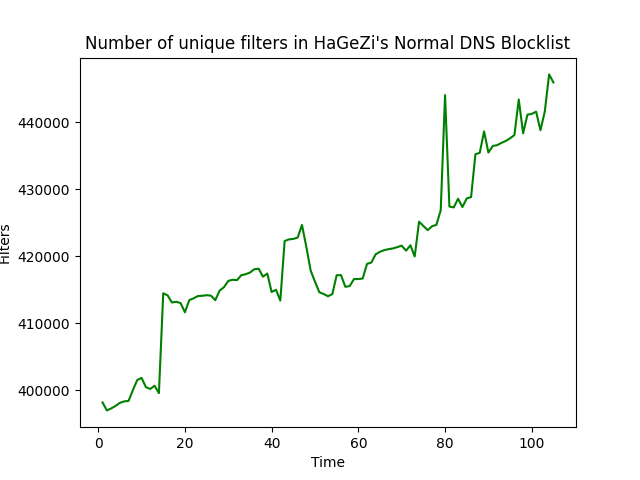 Number of unique filters in HaGeZi's Normal DNS Blocklist
440000
430000
420000
410000
400000
Filters
0 20 40 60 80 100
Time